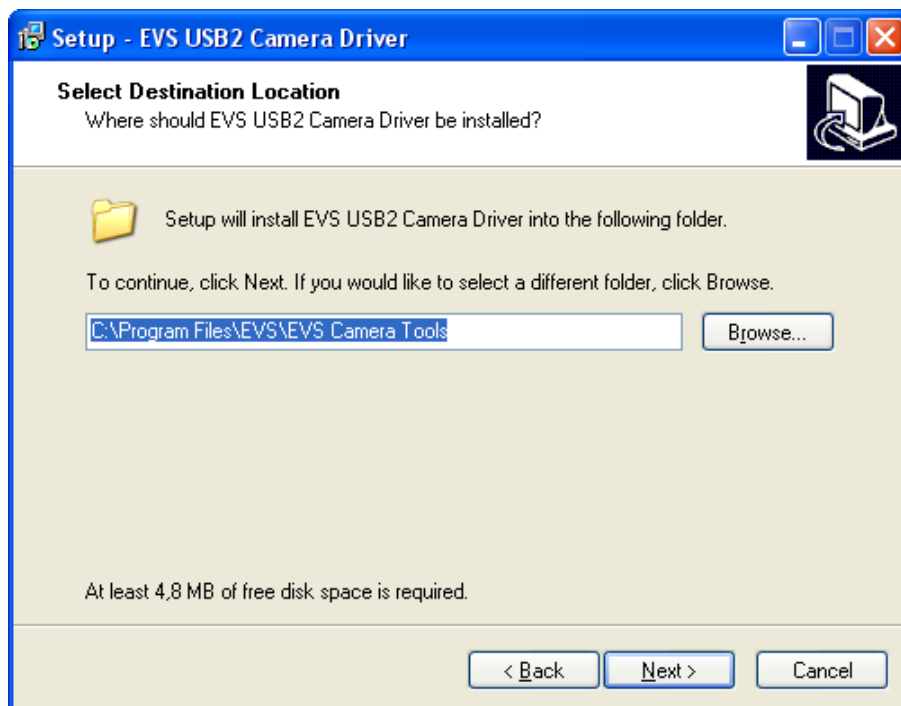 Setup - EVS USB2 Camera Driver
Select Destination Location
Where should EVS USB2 Camera Driver be installed?
Setup will install EVS USB2 Camera Driver into the following folder.
To continue, click Next. If you would like to select a different folder, click Browse.
C:\Program Files\EVS\EVS Camera Tools
Browse...
At least 4,8 MB of free disk space is required.
< Back
Next >
Cancel